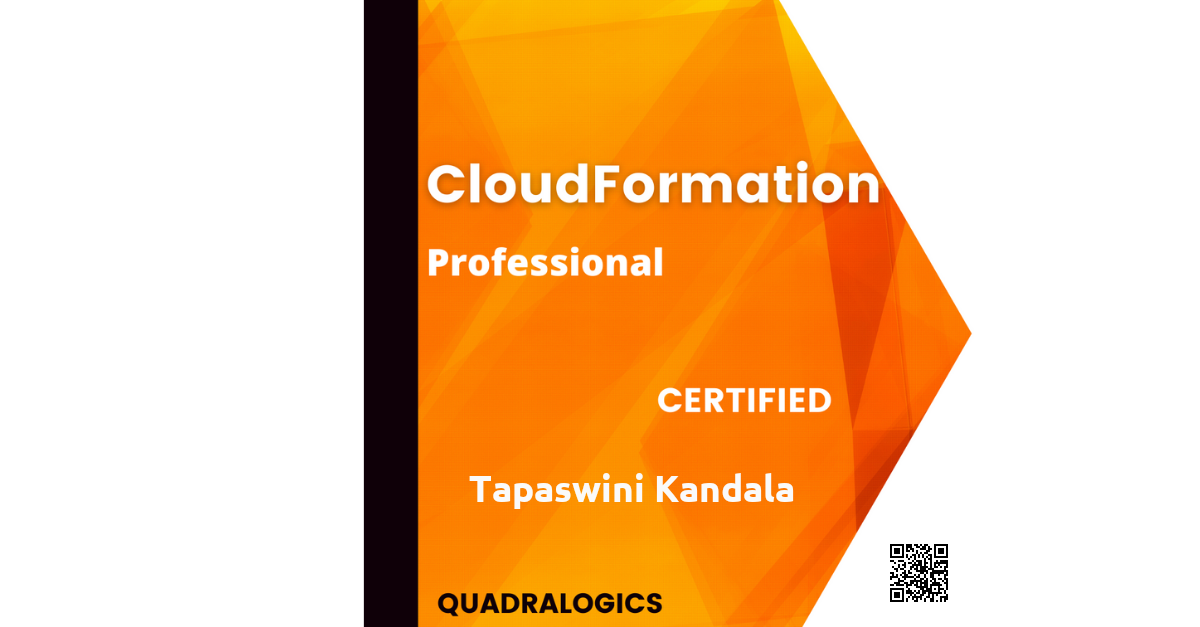 CloudFormation
Professional
CERTIFIED
Tapaswini Kandala
QUADRALOGICS